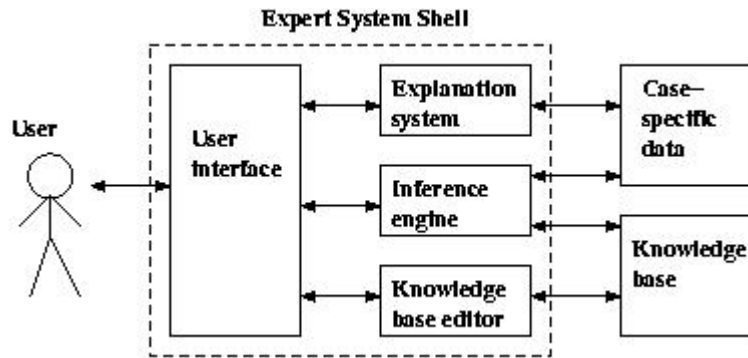 Expert System Shell
User
User
interface
Explanation
system
Inference
engine
Knowledge
base editor
Case-
specific
data
Knowledge
base